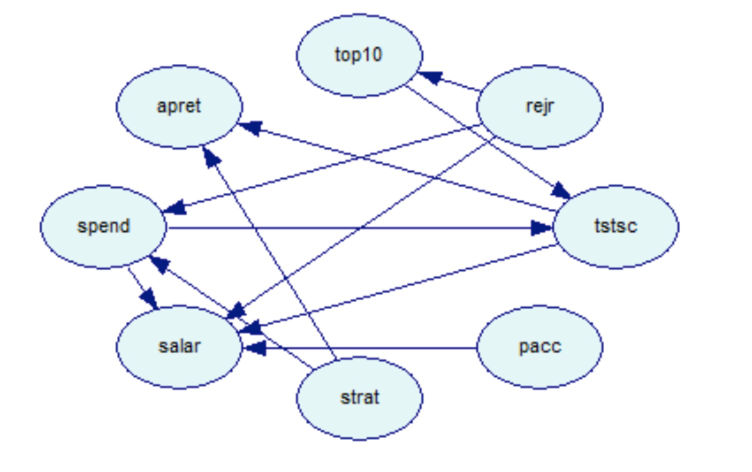 top10
apret
rejr
spend
tstsc
salar
pacc
strat